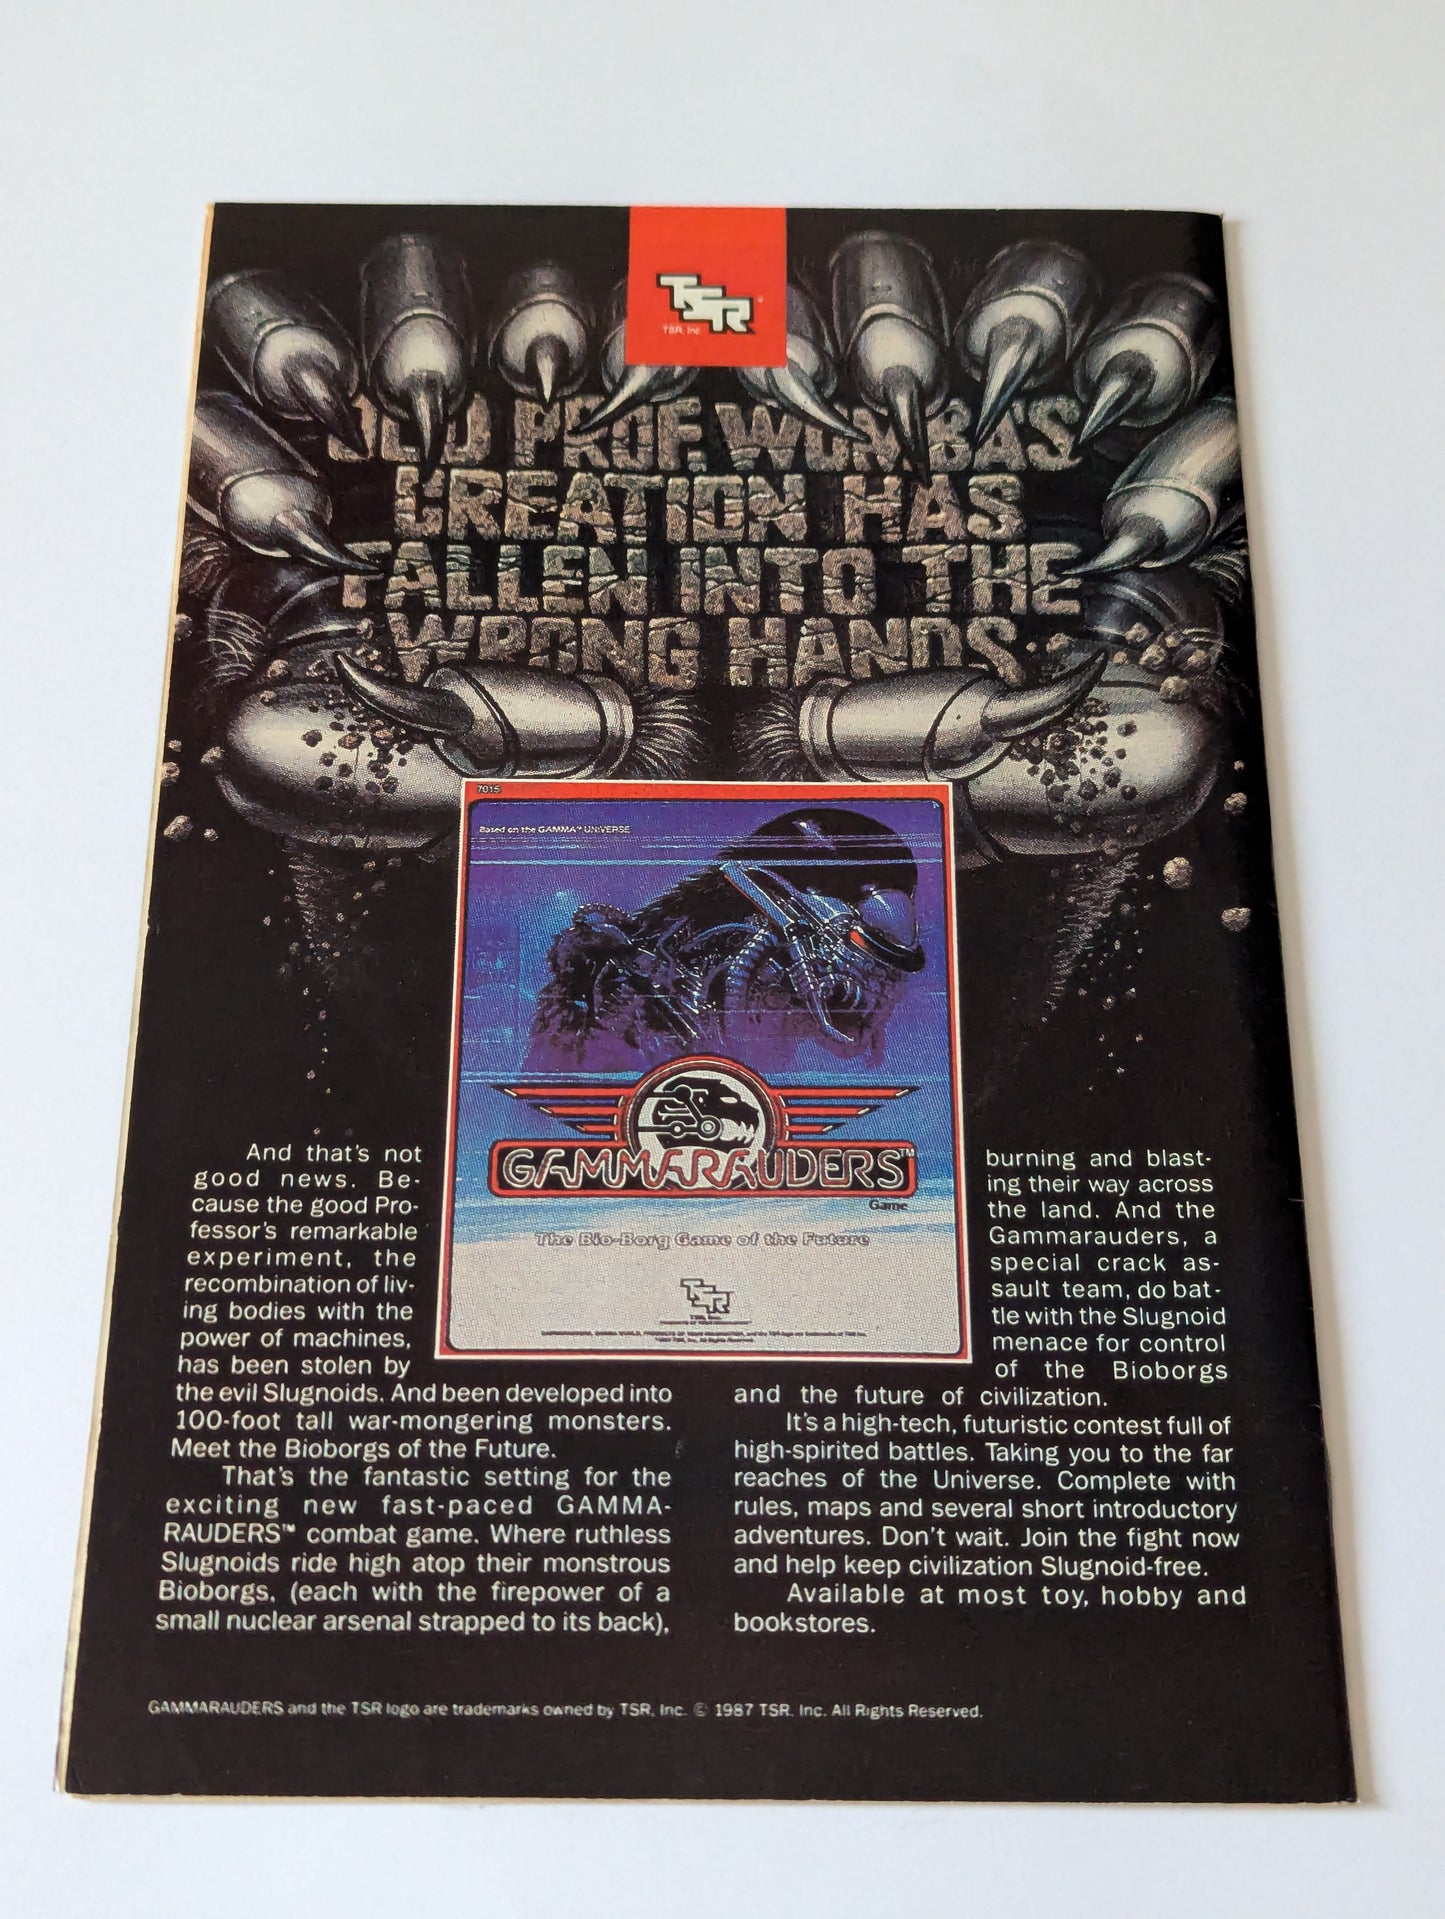 TSR
TSR, Inc.
OLD PROF. WOMBAS
CREATION HAS
FALLEN INTO THE
WRONG HANDS
7015
Based on the GAMMA™ UNIVERSE
GAMMARAUDERS™
Game
The Bio-Borg Game of the Future
TSR
TSR, Inc.
And that's not
good news. Be-
cause the good Pro-
fessor's remarkable
experiment, the
recombination of liv-
ing bodies with the
power of machines,
has been stolen by
the evil Slugnoids. And been developed into
100-foot tall war-mongering monsters.
Meet the Bioborgs of the Future.
That's the fantastic setting for the
exciting new fast-paced GAMMA-
RAUDERS™ combat game. Where ruthless
Slugnoids ride high atop their monstrous
Bioborgs, (each with the firepower of a
small nuclear arsenal strapped to its back),
burning and blast-
ing their way across
the land. And the
Gammarauders, a
special crack as-
sault team, do bat-
tle with the Slugnoid
menace for control
of the Bioborgs
and the future of civilization.
It's a high-tech, futuristic contest full of
high-spirited battles. Taking you to the far
reaches of the Universe. Complete with
rules, maps and several short introductory
adventures. Don't wait. Join the fight now
and help keep civilization Slugnoid-free.
Available at most toy, hobby and
bookstores.
GAMMARAUDERS and the TSR logo are trademarks owned by TSR, Inc. © 1987 TSR, Inc. All Rights Reserved.